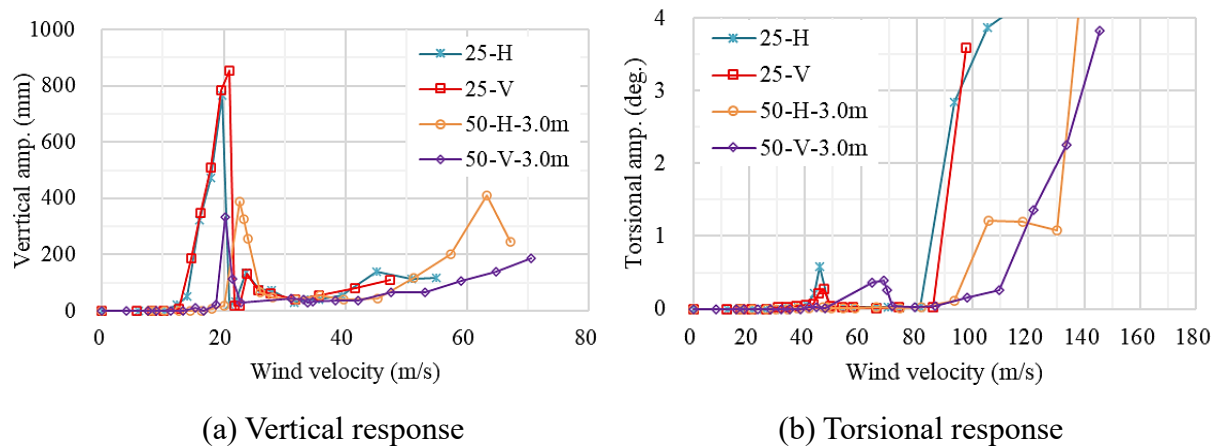 1000
800
600
400
200
0
Verrtical amp. (mm)
25-H
25-V
50-H-3.0m
50-V-3.0m
0 20 40 60 80
Wind velocity (m/s)
(a) Vertical response
4
3
2
1
0
Torsional amp. (deg.)
25-H
25-V
50-H-3.0m
50-V-3.0m
0 20 40 60 80 100 120 140 160 180
Wind velocity (m/s)
(b) Torsional response